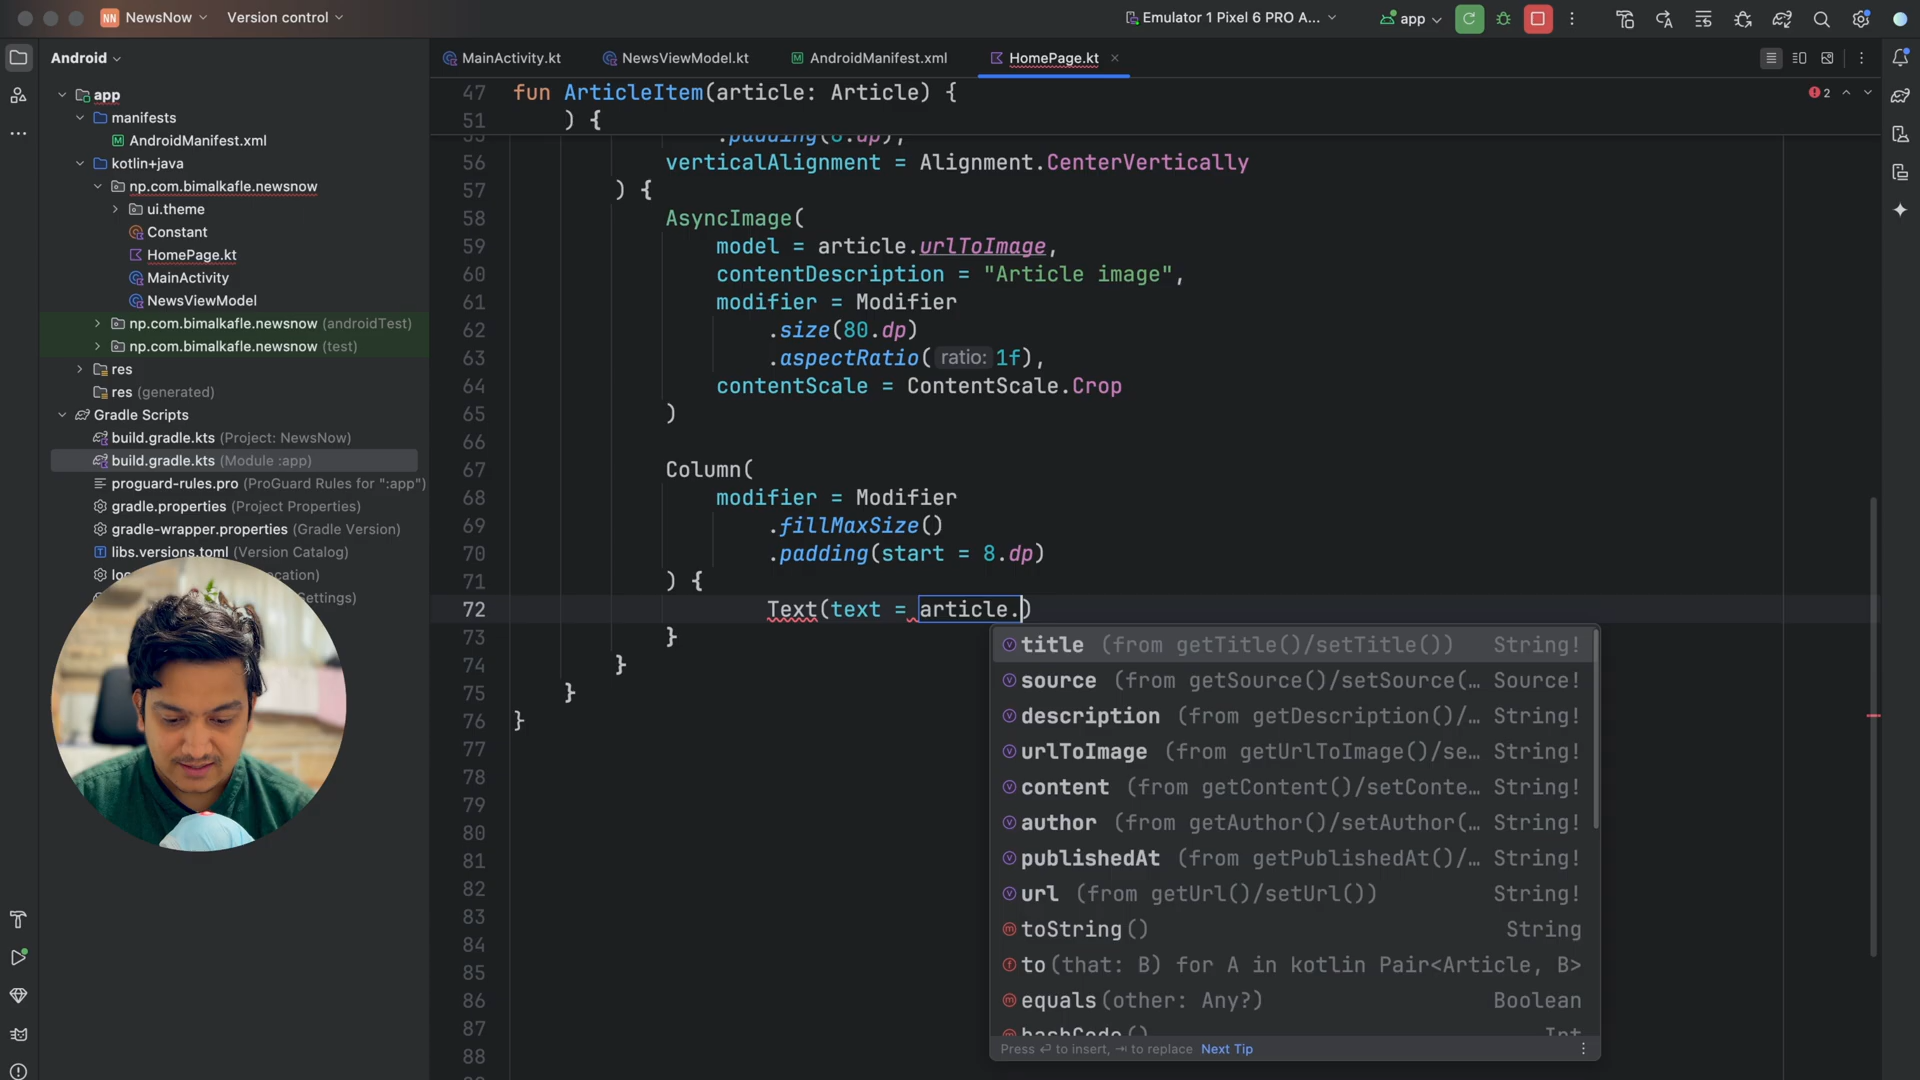 NN NewsNow Version control
Emulator 1 Pixel 6 PRO A... app
Android
MainActivity.kt NewsViewModel.kt AndroidManifest.xml HomePage.kt
app
manifests
AndroidManifest.xml
kotlin+java
np.com.bimalkafle.newsnow
ui.theme
Constant
HomePage.kt
MainActivity
NewsViewModel
np.com.bimalkafle.newsnow (androidTest)
np.com.bimalkafle.newsnow (test)
res
res (generated)
Gradle Scripts
build.gradle.kts (Project: NewsNow)
build.gradle.kts (Module :app)
proguard-rules.pro (ProGuard Rules for ":app")
gradle.properties (Project Properties)
gradle-wrapper.properties (Gradle Version)
libs.versions.toml (Version Catalog)
2
47 fun ArticleItem(article: Article) {
51 ) {
.padding(8.dp),
56 verticalAlignment = Alignment.CenterVertically
57 ) {
58 AsyncImage(
59 model = article.urlToImage,
60 contentDescription = "Article image",
61 modifier = Modifier
62 .size(80.dp)
63 .aspectRatio( ratio: 1f),
64 contentScale = ContentScale.Crop
65 )
66
67 Column(
68 modifier = Modifier
69 .fillMaxSize()
70 .padding(start = 8.dp)
71 ) {
72 Text(text = article.)
73 }
74 }
75 }
76 }
77
78
79
80
81
82
83
84
85
86
87
88
title (from getTitle()/setTitle()) String!
source (from getSource()/setSource(… Source!
description (from getDescription()/… String!
urlToImage (from getUrlToImage()/se… String!
content (from getContent()/setConte… String!
author (from getAuthor()/setAuthor(… String!
publishedAt (from getPublishedAt()/… String!
url (from getUrl()/setUrl()) String!
toString() String
to(that: B) for A in kotlin Pair<Article, B>
equals(other: Any?) Boolean
hashCode() Int
Press ⏎ to insert, ⇥ to replace Next Tip